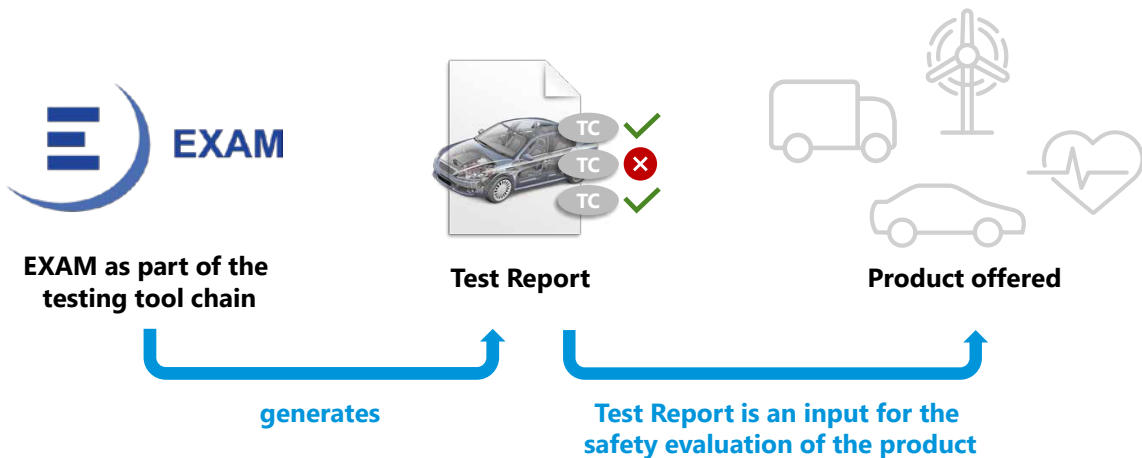 EXAM
TC
TC
TC
EXAM as part of the
testing tool chain
Test Report
Product offered
generates
Test Report is an input for the
safety evaluation of the product